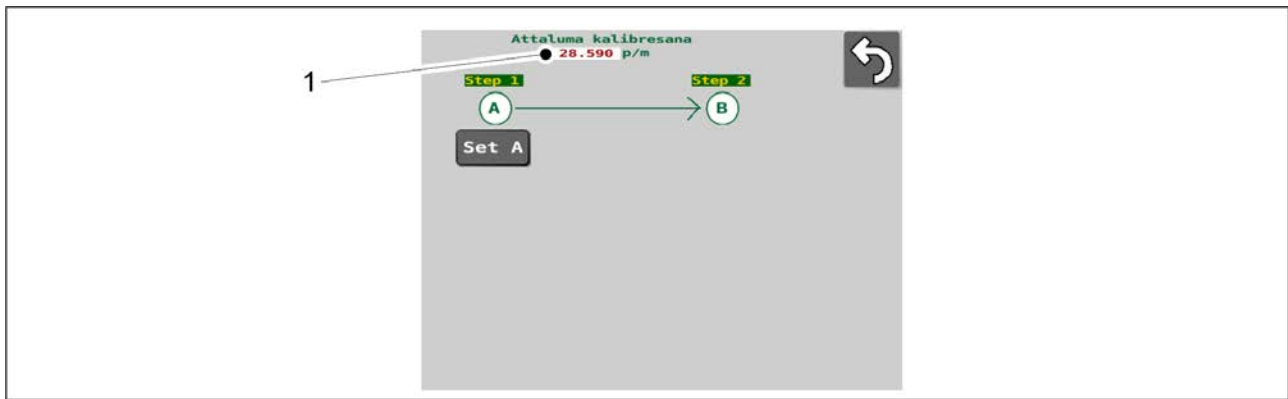 Attaluma kalibresana
28.590 p/m
1
Step 1 Step 2
A B
Set A